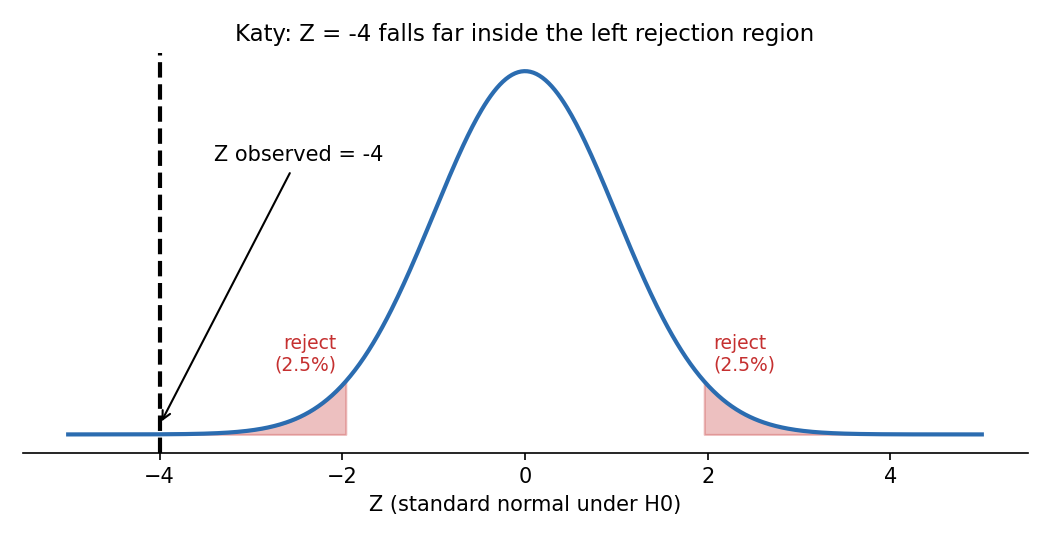 Katy: Z = -4 falls far inside the left rejection region
Z observed = -4
reject
(2.5%)
reject
(2.5%)
−4 −2 0 2 4
Z (standard normal under H0)